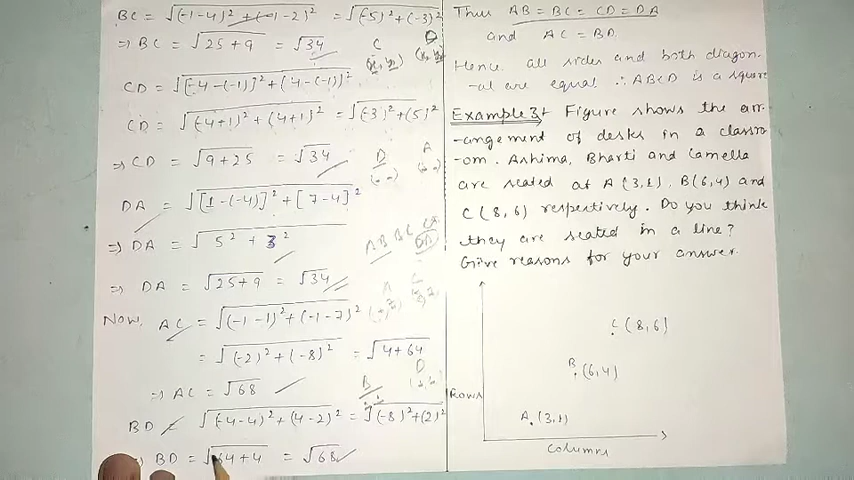 BC = √(-1-4)² + (-1-2)² = √(-5)² + (-3)²
⇒ BC = √25+9 = √34
C D
CD = √[-4-(-1)]² + (4-(-1))²
CD = √(-4+1)² + (4+1)² = √(-3)² + (5)²
⇒ CD = √9+25 = √34
D A
DA = √[1-(-4)]² + [7-4]²
⇒ DA = √5² + 3²
AB BC
⇒ DA = √25+9 = √34
A C
Now, AC = √(-1-1)² + (-1-7)²
= √(-2)² + (-8)² = √4+64
⇒ AC = √68
B D
BD = √(-4-4)² + (4-2)² = √(-8)² + (2)²
⇒ BD = √64+4 = √68
Thus AB = BC = CD = DA
and AC = BD.
Hence all sides and both diagon-
-al are equal ∴ ABCD is a square
Example 3:+ Figure shows the arr-
-angement of desks in a classro
-om. Ashima, Bharti and Camella
are seated at A(3,1), B(6,4) and
C(8,6) respectively. Do you think
they are seated in a line?
Give reasons for your answer.
C(8,6)
B(6,4)
Rows
A(3,1)
Columns